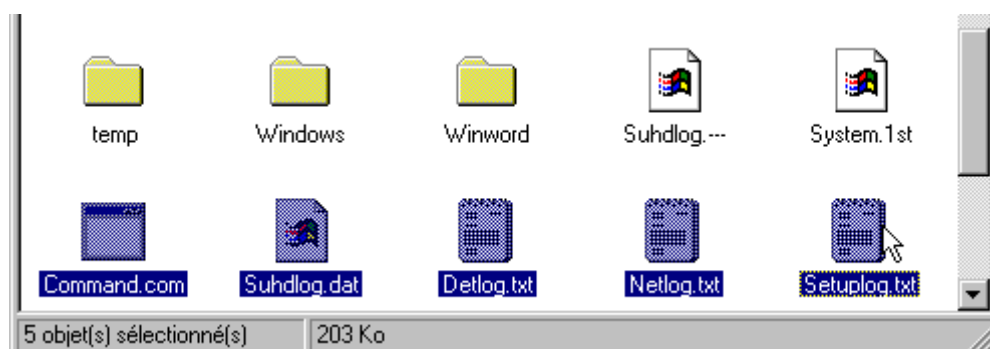 temp Windows Winword Suhdlog.--- System.1st
Command.com Suhdlog.dat Detlog.txt Netlog.txt Setuplog.txt
5 objet(s) sélectionné(s) 203 Ko